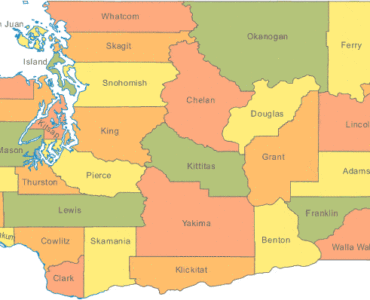 Whatcom
n Juan
Okanogan
Skagit
Ferry
Island
Snohomish
Chelan
Douglas
Lincol
King
Kitsap
Mason
Grant
Kittitas
Pierce
Adams
Thurston
Lewis
Franklin
Yakima
kum
Cowlitz
Skamania
Benton
Walla Wal
Klickitat
Clark